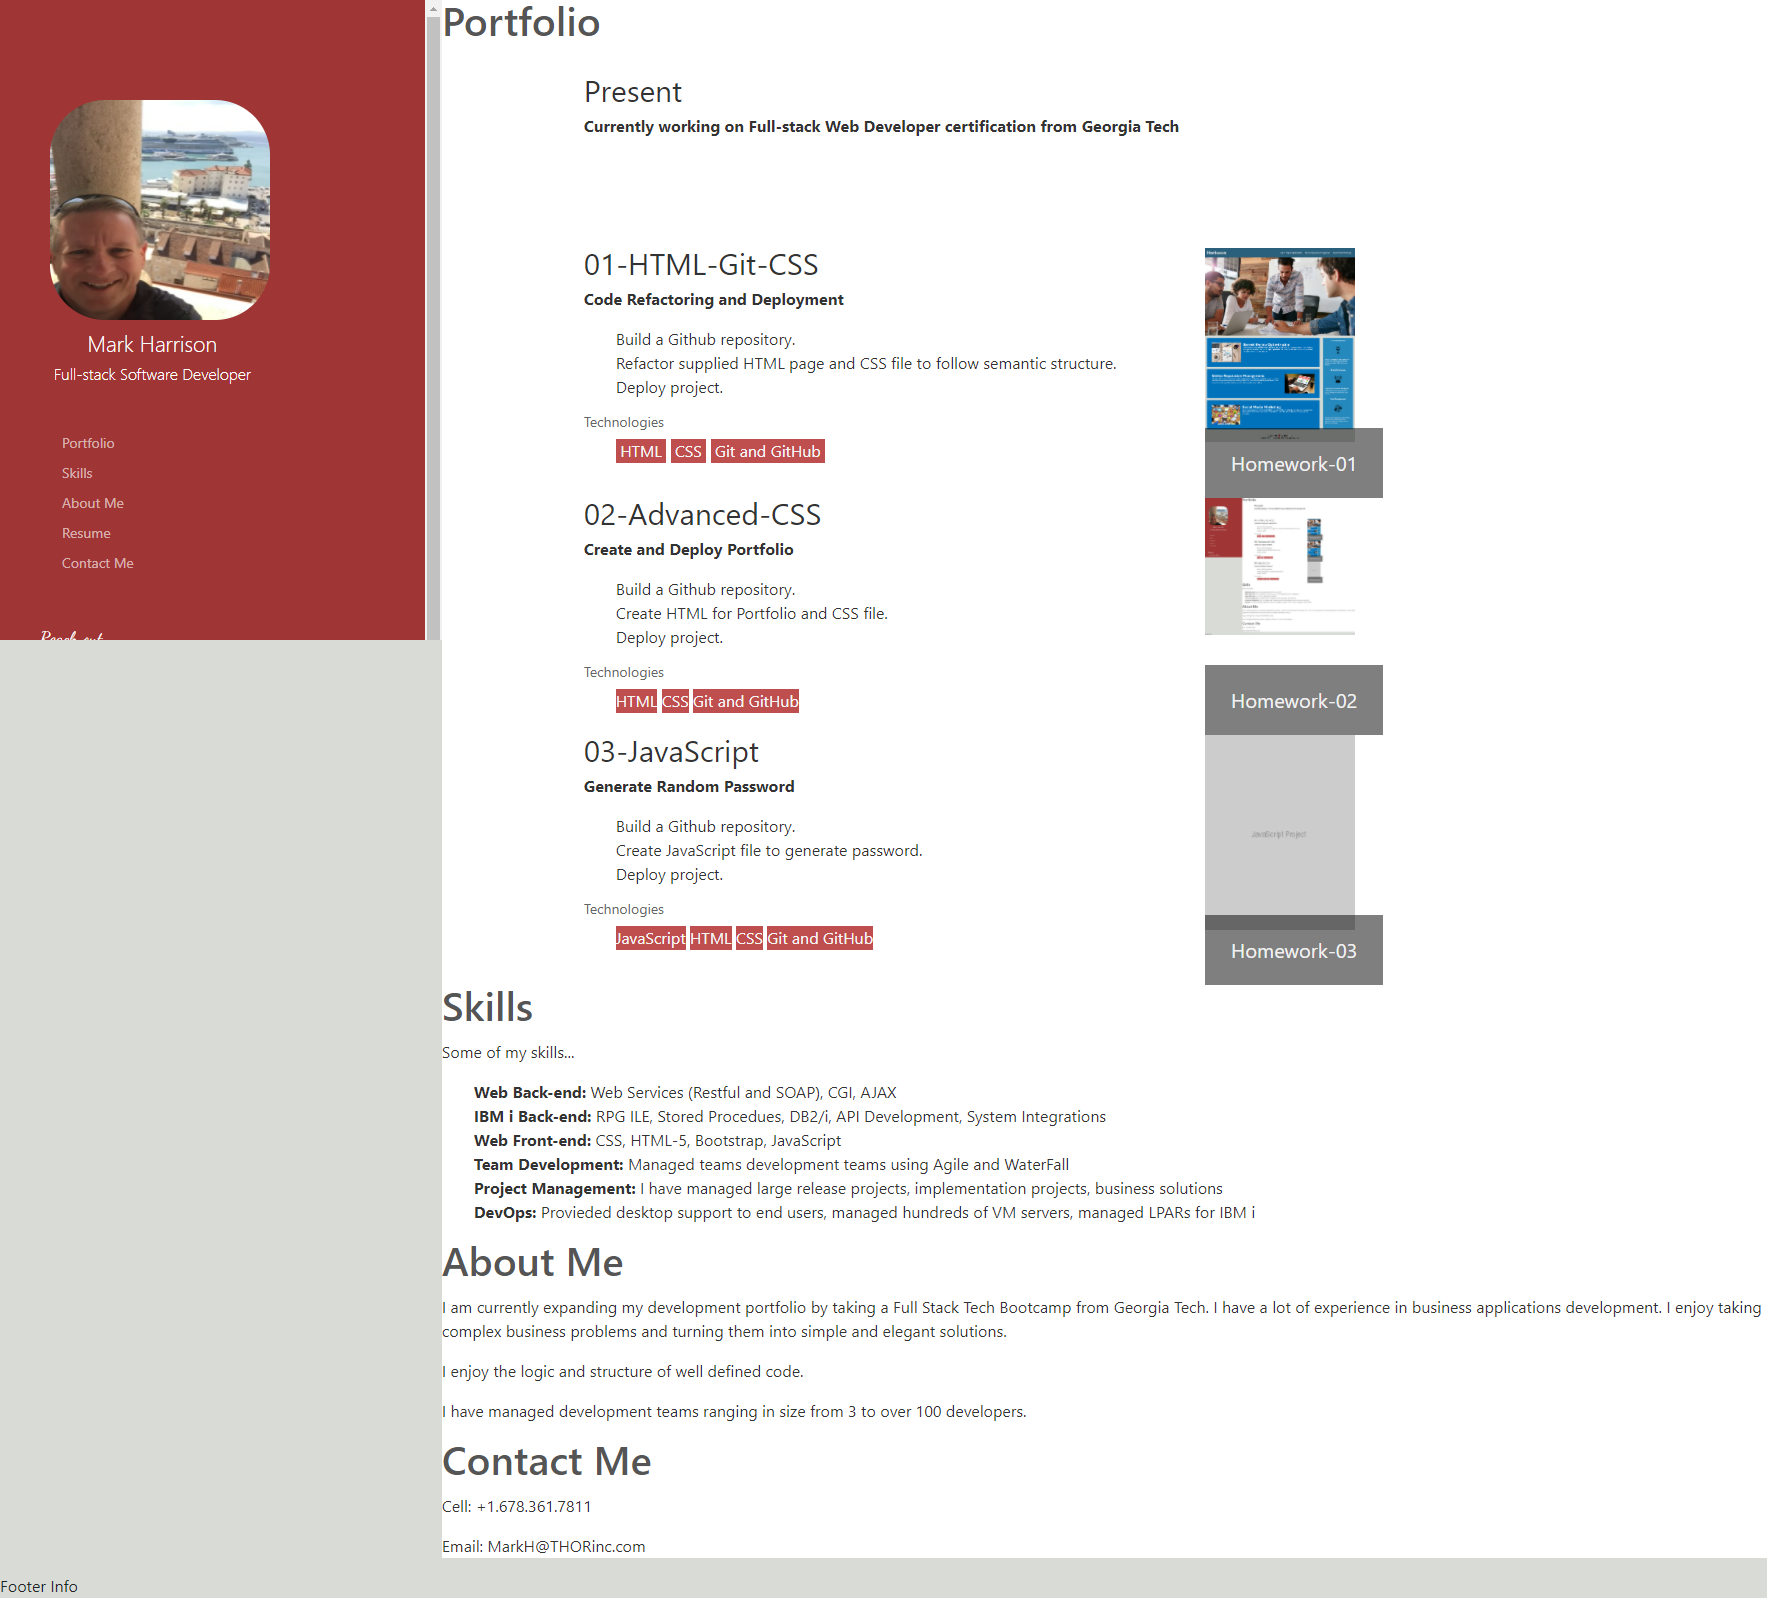 Mark Harrison
Full-stack Software Developer
Portfolio
Skills
About Me
Resume
Contact Me
Reach out
Portfolio
Present
Currently working on Full-stack Web Developer certification from Georgia Tech
01-HTML-Git-CSS
Code Refactoring and Deployment
Build a Github repository.
Refactor supplied HTML page and CSS file to follow semantic structure.
Deploy project.
Technologies
HTML CSS Git and GitHub
Homework-01
02-Advanced-CSS
Create and Deploy Portfolio
Build a Github repository.
Create HTML for Portfolio and CSS file.
Deploy project.
Technologies
HTML CSS Git and GitHub
Homework-02
03-JavaScript
Generate Random Password
Build a Github repository.
Create JavaScript file to generate password.
Deploy project.
Technologies
JavaScript HTML CSS Git and GitHub
JavaScript Project
Homework-03
Skills
Some of my skills...
Web Back-end: Web Services (Restful and SOAP), CGI, AJAX
IBM i Back-end: RPG ILE, Stored Procedues, DB2/i, API Development, System Integrations
Web Front-end: CSS, HTML-5, Bootstrap, JavaScript
Team Development: Managed teams development teams using Agile and WaterFall
Project Management: I have managed large release projects, implementation projects, business solutions
DevOps: Provieded desktop support to end users, managed hundreds of VM servers, managed LPARs for IBM i
About Me
I am currently expanding my development portfolio by taking a Full Stack Tech Bootcamp from Georgia Tech. I have a lot of experience in business applications development. I enjoy taking
complex business problems and turning them into simple and elegant solutions.
I enjoy the logic and structure of well defined code.
I have managed development teams ranging in size from 3 to over 100 developers.
Contact Me
Cell: +1.678.361.7811
Email: MarkH@THORinc.com
Footer Info